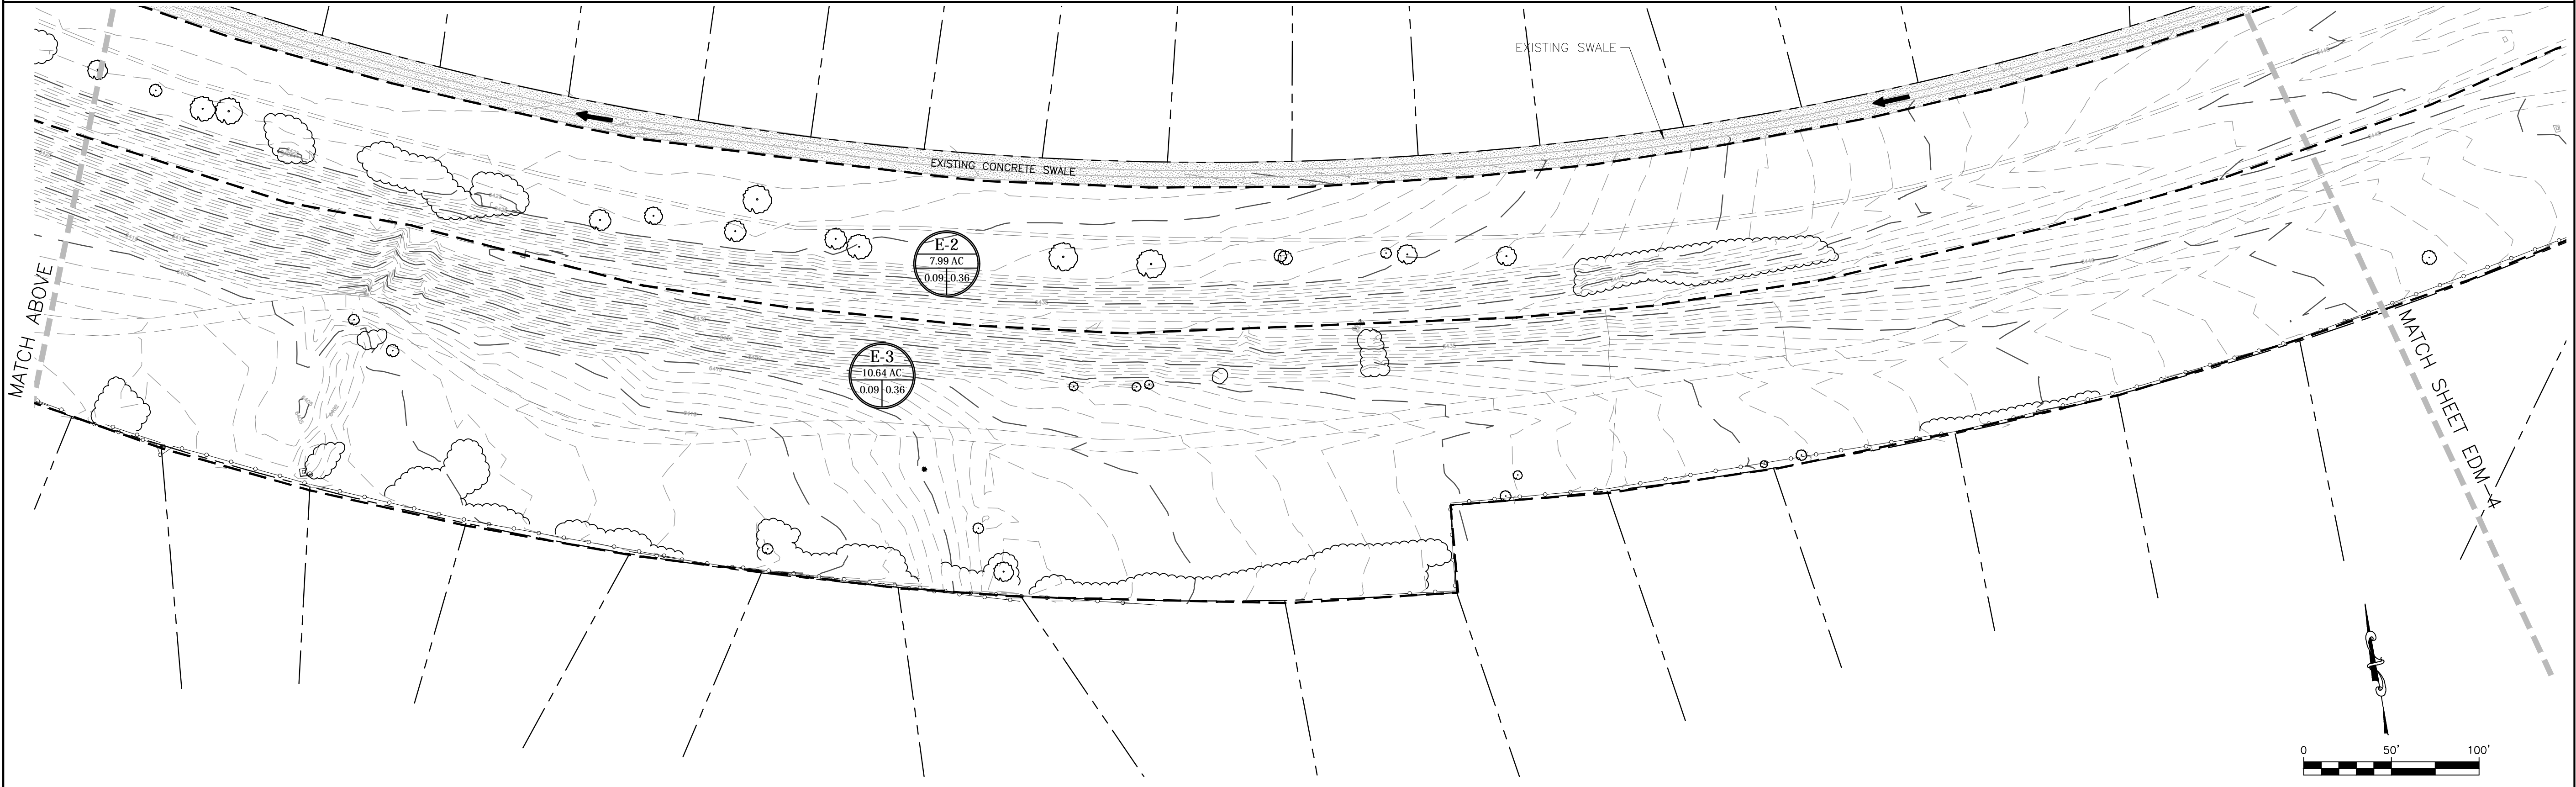 EXISTING SWALE
EXISTING CONCRETE SWALE
E-2
7.99 AC
0.09 0.36
E-3
10.64 AC
0.09 0.36
MATCH ABOVE
MATCH SHEET EDM-4
0 50' 100'